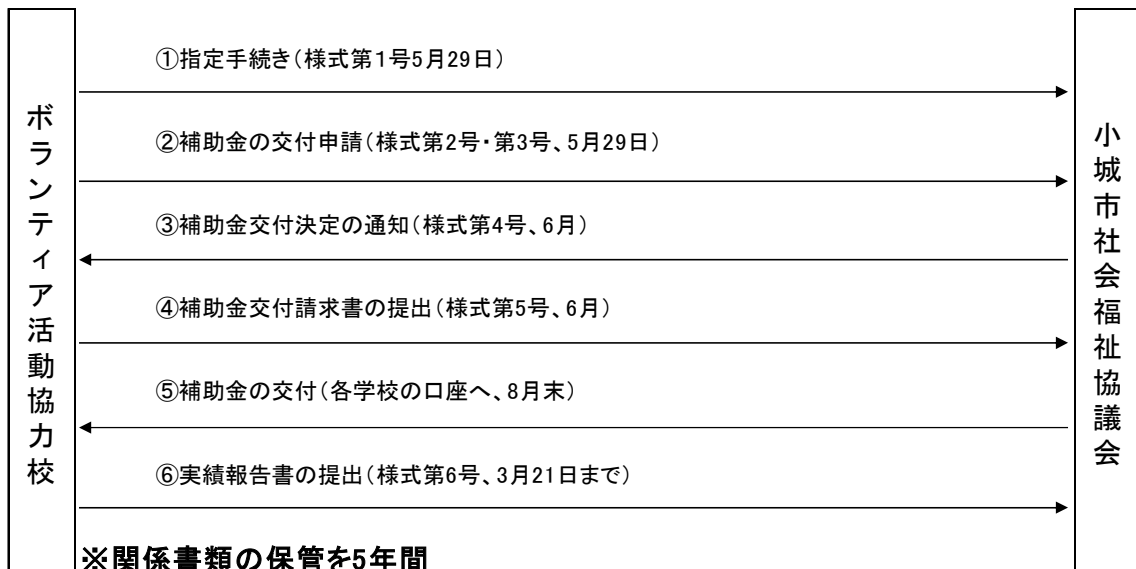 ボランティア活動協力校
①指定手続き(様式第1号5月29日)
②補助金の交付申請(様式第2号・第3号、5月29日)
③補助金交付決定の通知(様式第4号、6月)
④補助金交付請求書の提出(様式第5号、6月)
⑤補助金の交付(各学校の口座へ、8月末)
⑥実績報告書の提出(様式第6号、3月21日まで)
※関係書類の保管を5年間
小城市社会福祉協議会